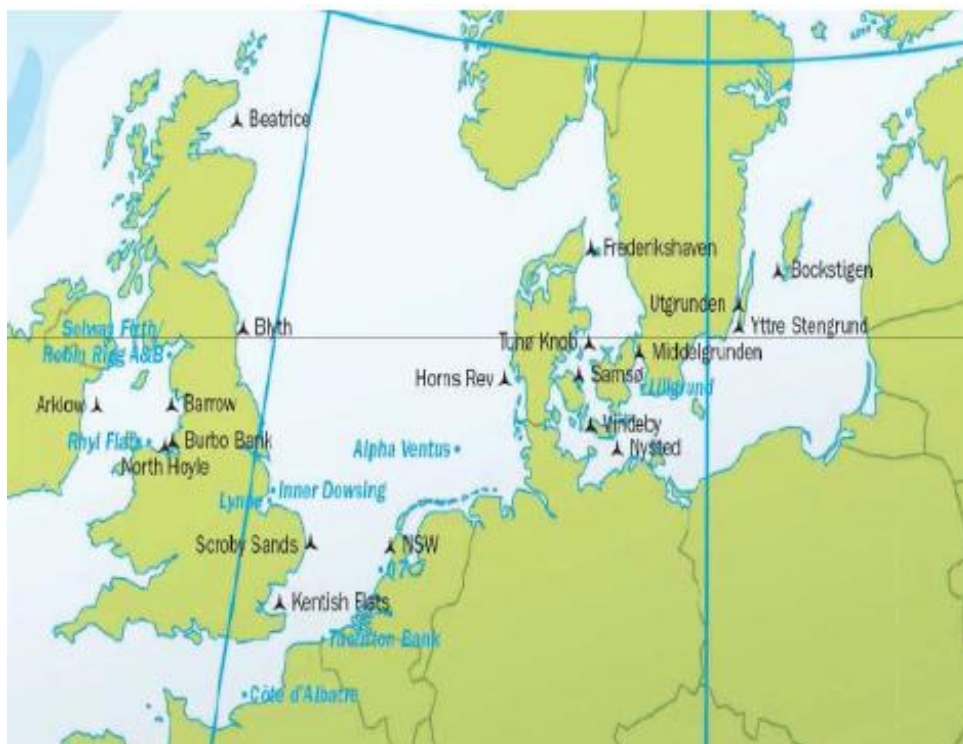 Beatrice
Frederikshaven
Bockstigen
Utgrunden
Yttre Stengrund
Solway Firth/
Robin Rigg A&B
Blyth
Tunø Knob
Middelgrunden
Horns Rev
Samsø
Lillgrund
Arklow
Barrow
Vindeby
Rhyl Flats
Burbo Bank
North Hoyle
Alpha Ventus
Nysted
Lynn
Inner Dowsing
Scroby Sands
NSW
Q7
Kentish Flats
Thornton Bank
Côte d'Albatre